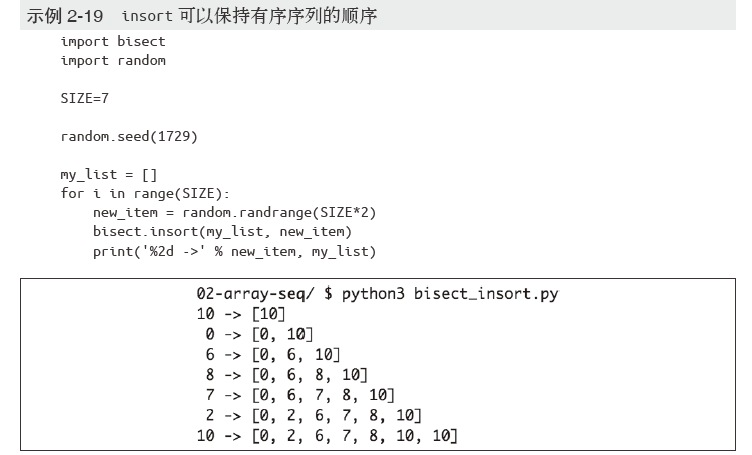 示例 2-19 insort 可以保持有序序列的顺序
import bisect
import random
SIZE=7
random.seed(1729)
my_list = []
for i in range(SIZE):
    new_item = random.randrange(SIZE*2)
    bisect.insort(my_list, new_item)
    print('%2d ->' % new_item, my_list)
02-array-seq/ $ python3 bisect_insort.py
10 -> [10]
 0 -> [0, 10]
 6 -> [0, 6, 10]
 8 -> [0, 6, 8, 10]
 7 -> [0, 6, 7, 8, 10]
 2 -> [0, 2, 6, 7, 8, 10]
10 -> [0, 2, 6, 7, 8, 10, 10]